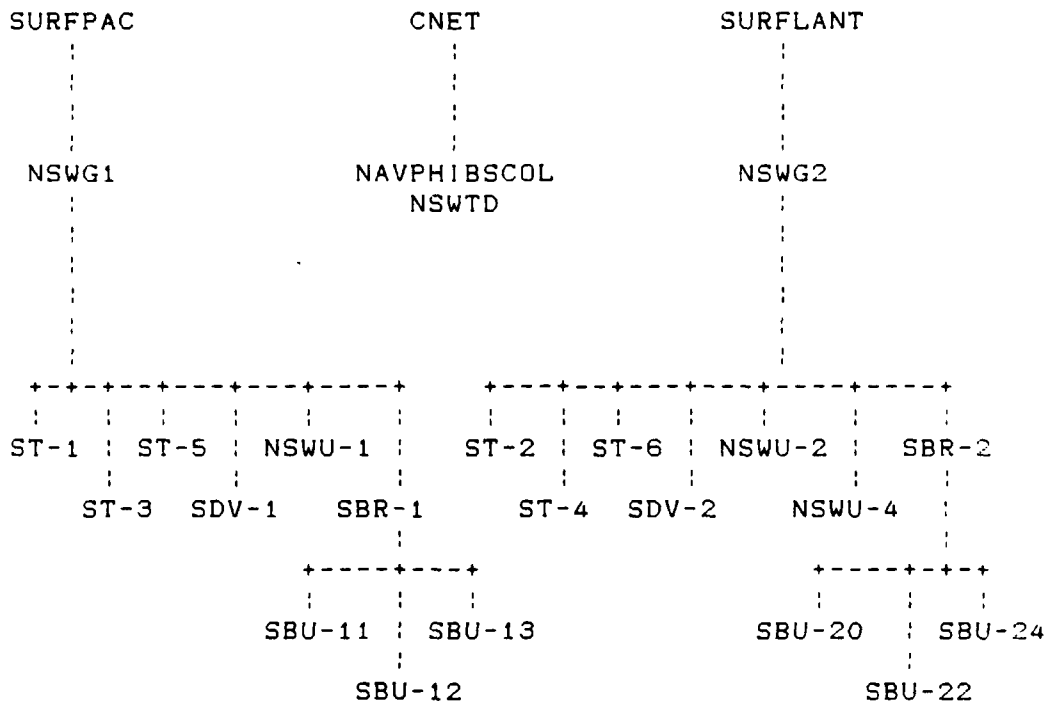 SURFPAC CNET SURFLANT
NSWG1 NAVPHIBSCOL NSWG2
NSWTD
ST-1 ST-5 NSWU-1 ST-2 ST-6 NSWU-2 SBR-2
ST-3 SDV-1 SBR-1 ST-4 SDV-2 NSWU-4
SBU-11 SBU-13 SBU-20 SBU-24
SBU-12 SBU-22